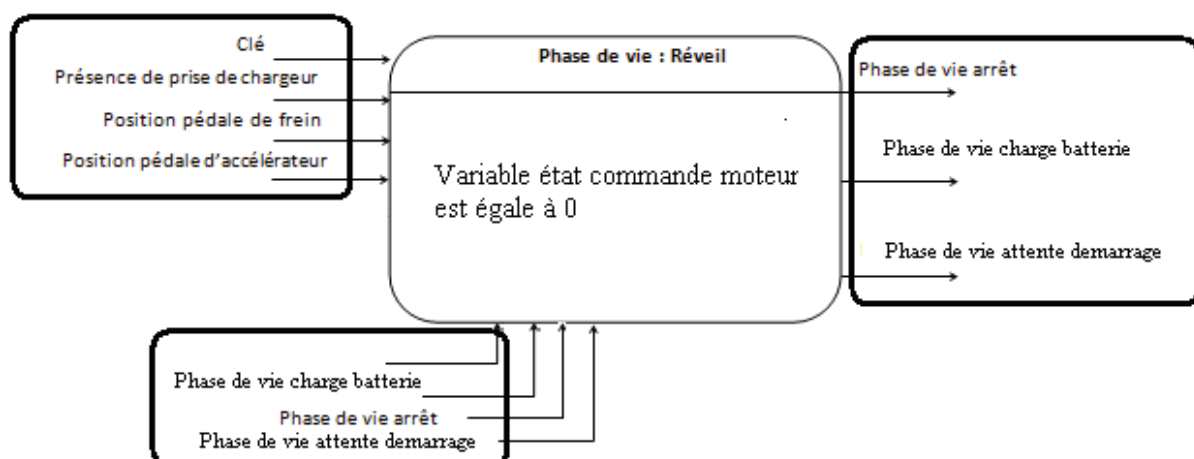 Clé
Présence de prise de chargeur
Position pédale de frein
Position pédale d'accélérateur
Phase de vie : Réveil
Variable état commande moteur
est égale à 0
Phase de vie arrêt
Phase de vie charge batterie
Phase de vie attente demarrage
Phase de vie charge batterie
Phase de vie arrêt
Phase de vie attente demarrage